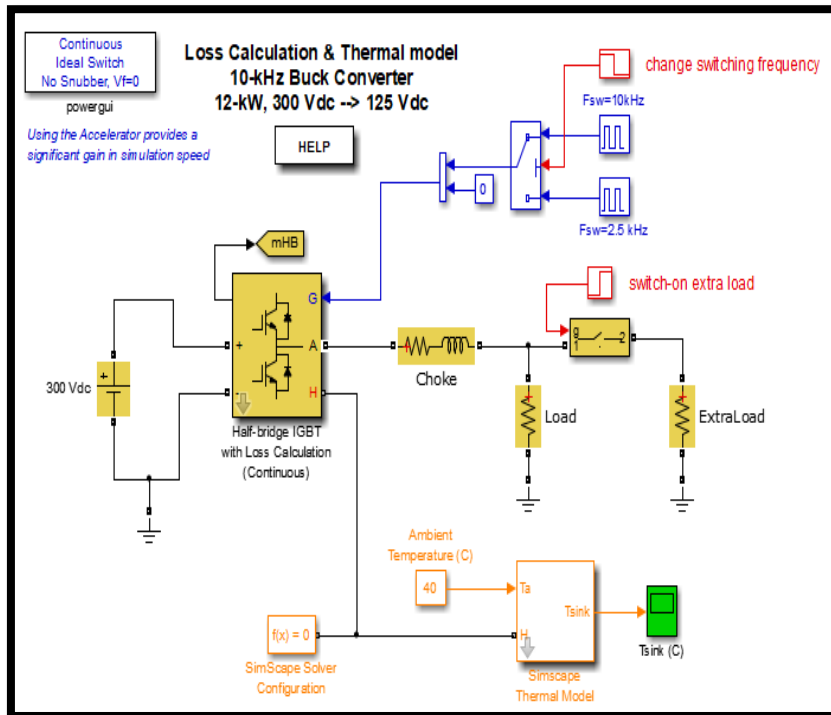 Continuous
Ideal Switch
No Snubber, Vf=0
powergui
Using the Accelerator provides a
significant gain in simulation speed
Loss Calculation & Thermal model
10-kHz Buck Converter
12-kW, 300 Vdc --> 125 Vdc
HELP
change switching frequency
Fsw=10kHz
0
Fsw=2.5 kHz
mHB
switch-on extra load
G
+
A
-
H
g
1
2
+
300 Vdc
+
Choke
Half-bridge IGBT
with Loss Calculation
(Continuous)
+
Load
+
ExtraLoad
Ambient
Temperature (C)
40
Ta
Tsink
H
f(x) = 0
SimScape Solver
Configuration
Simscape
Thermal Model
Tsink (C)